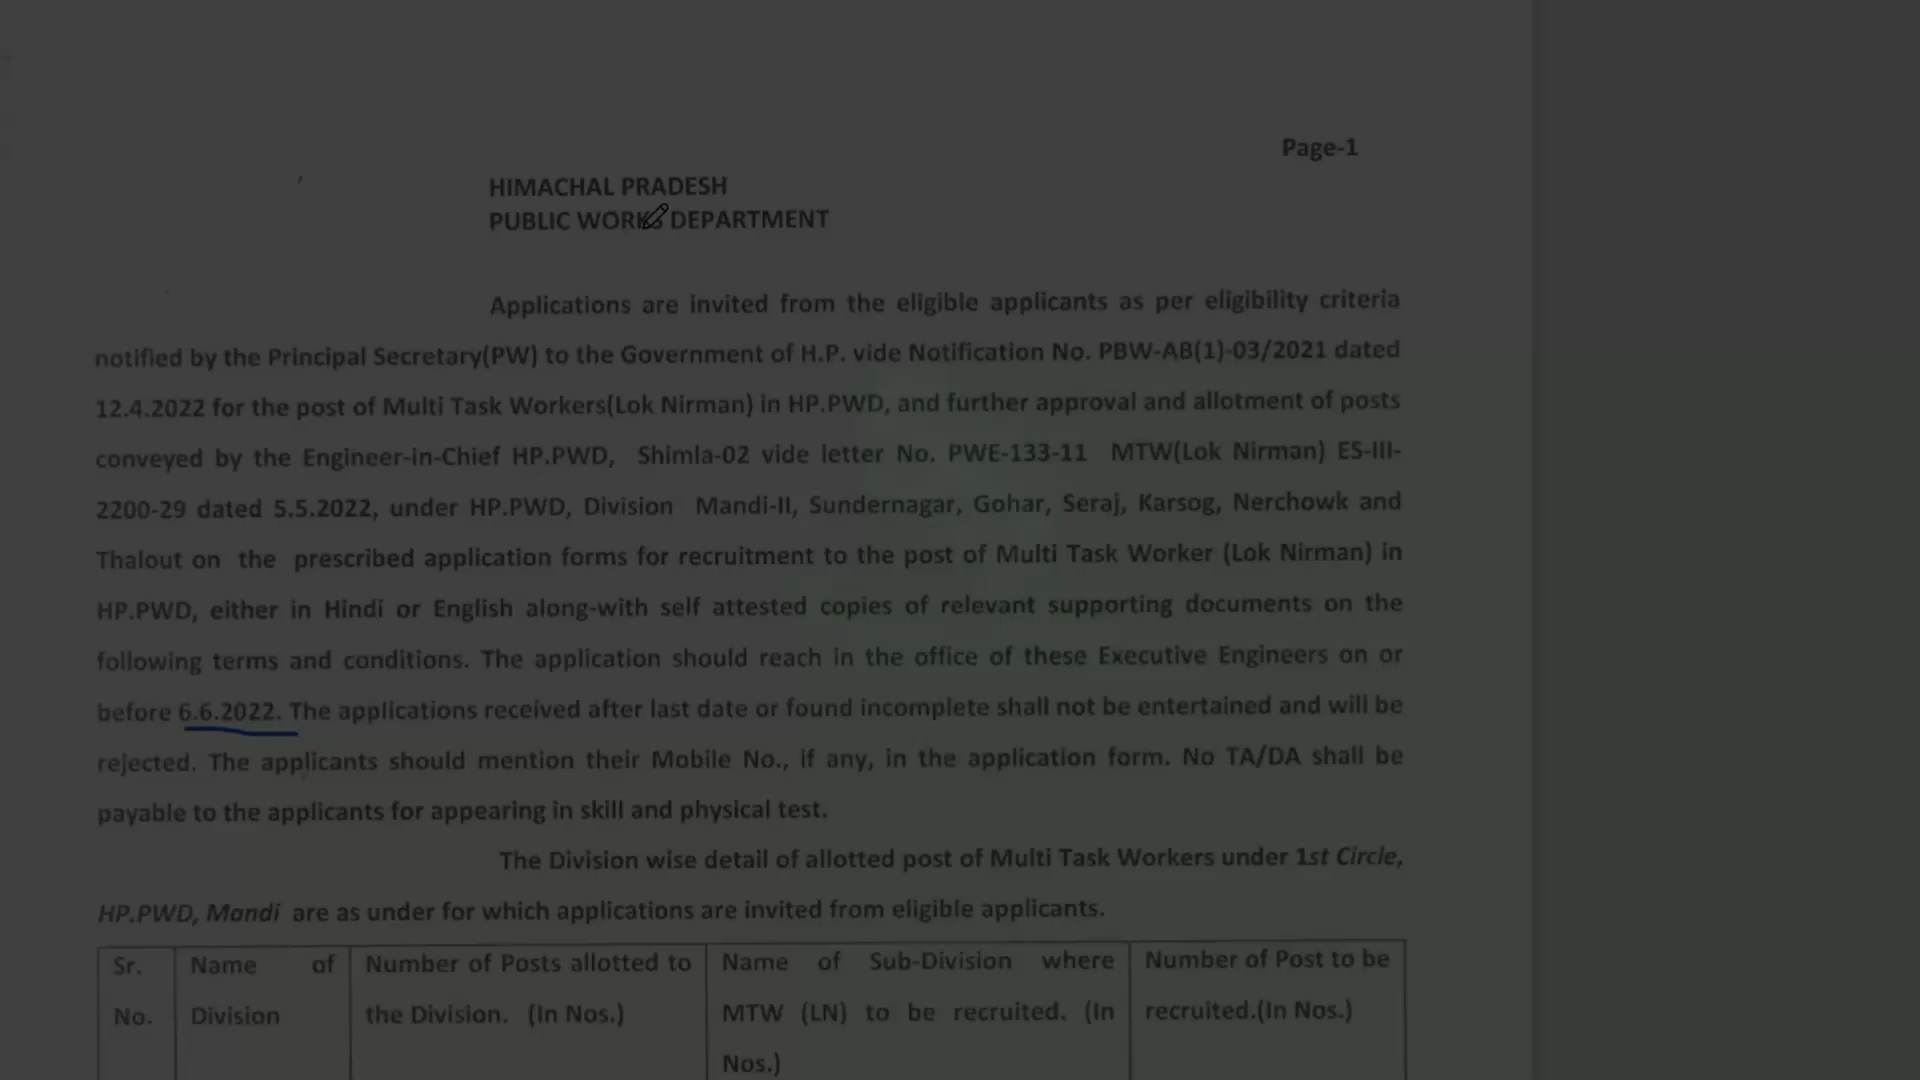 Page-1
HIMACHAL PRADESH
PUBLIC WORKS DEPARTMENT
Applications are invited from the eligible applicants as per eligibility criteria
notified by the Principal Secretary(PW) to the Government of H.P. vide Notification No. PBW-AB(1)-03/2021 dated
12.4.2022 for the post of Multi Task Workers(Lok Nirman) in HP.PWD, and further approval and allotment of posts
conveyed by the Engineer-in-Chief HP.PWD, Shimla-02 vide letter No. PWE-133-11 MTW(Lok Nirman) ES-III-
2200-29 dated 5.5.2022, under HP.PWD, Division Mandi-II, Sundernagar, Gohar, Seraj, Karsog, Nerchowk and
Thalout on the prescribed application forms for recruitment to the post of Multi Task Worker (Lok Nirman) in
HP.PWD, either in Hindi or English along-with self attested copies of relevant supporting documents on the
following terms and conditions. The application should reach in the office of these Executive Engineers on or
before 6.6.2022. The applications received after last date or found incomplete shall not be entertained and will be
rejected. The applicants should mention their Mobile No., if any, in the application form. No TA/DA shall be
payable to the applicants for appearing in skill and physical test.
The Division wise detail of allotted post of Multi Task Workers under 1st Circle,
HP.PWD, Mandi are as under for which applications are invited from eligible applicants.
Sr. No.
Name of Division
Number of Posts allotted to the Division. (In Nos.)
Name of Sub-Division where MTW (LN) to be recruited. (In Nos.)
Number of Post to be recruited.(In Nos.)